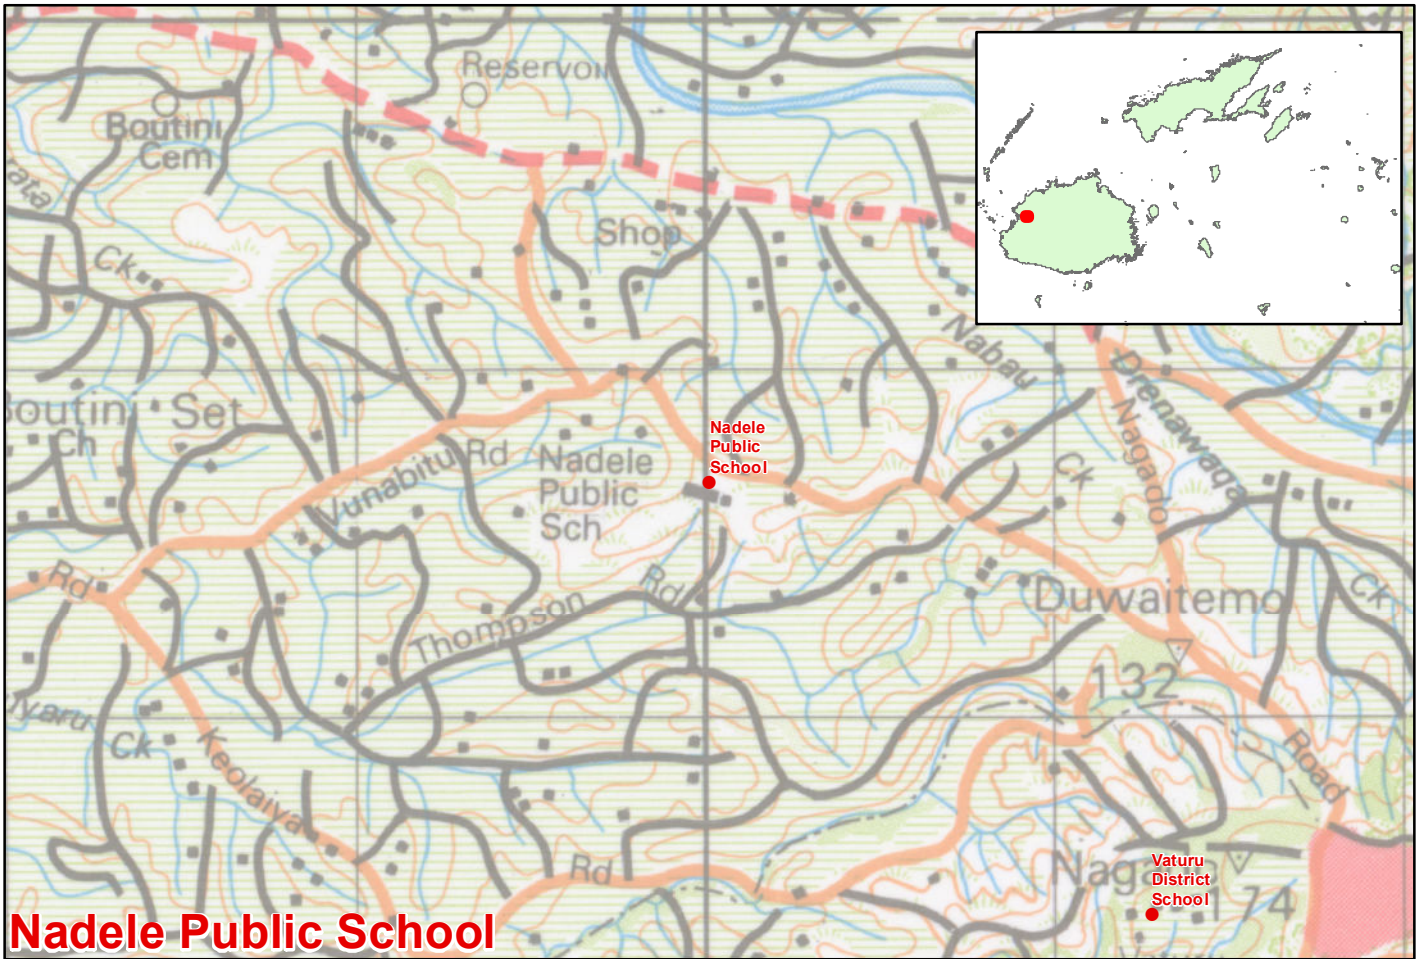 Reservoir
Boutini
Cem
Shop
Ck
Nabau
Drenawaqa
Nagado
Boutini Set
Ch
Vunabitu Rd
Nadele
Public
School
Nadele
Public
Sch
Ck
Rd
Thompson Rd
Duwaitemo
Ck
132
Ck
Keolaiya
Road
Rd
Vaturu
District
School
174
Nadele Public School